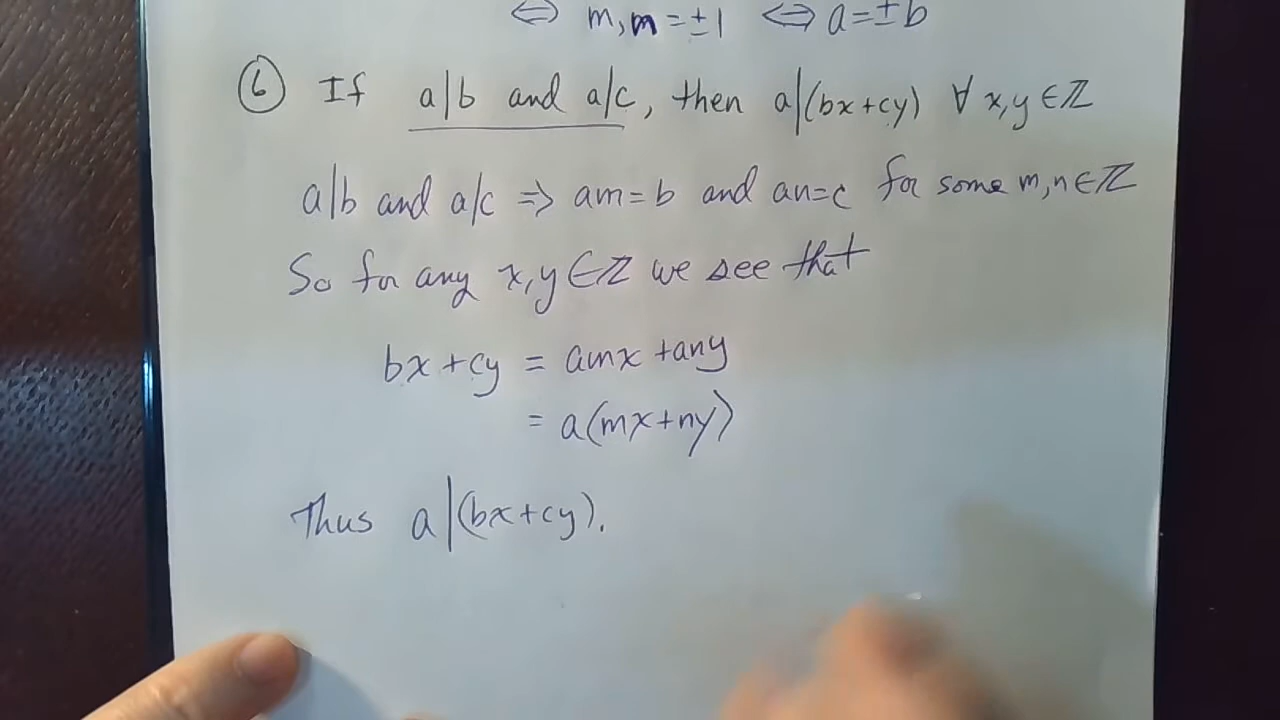 ⇔ m,m=±1 ⇔ a=±b
⑥ If a|b and a|c, then a|(bx+cy) ∀ x,y∈ℤ
a|b and a|c ⇒ am=b and an=c for some m,n∈ℤ
So for any x,y∈ℤ we see that
bx+cy = amx+any
= a(mx+ny)
Thus a|(bx+cy).